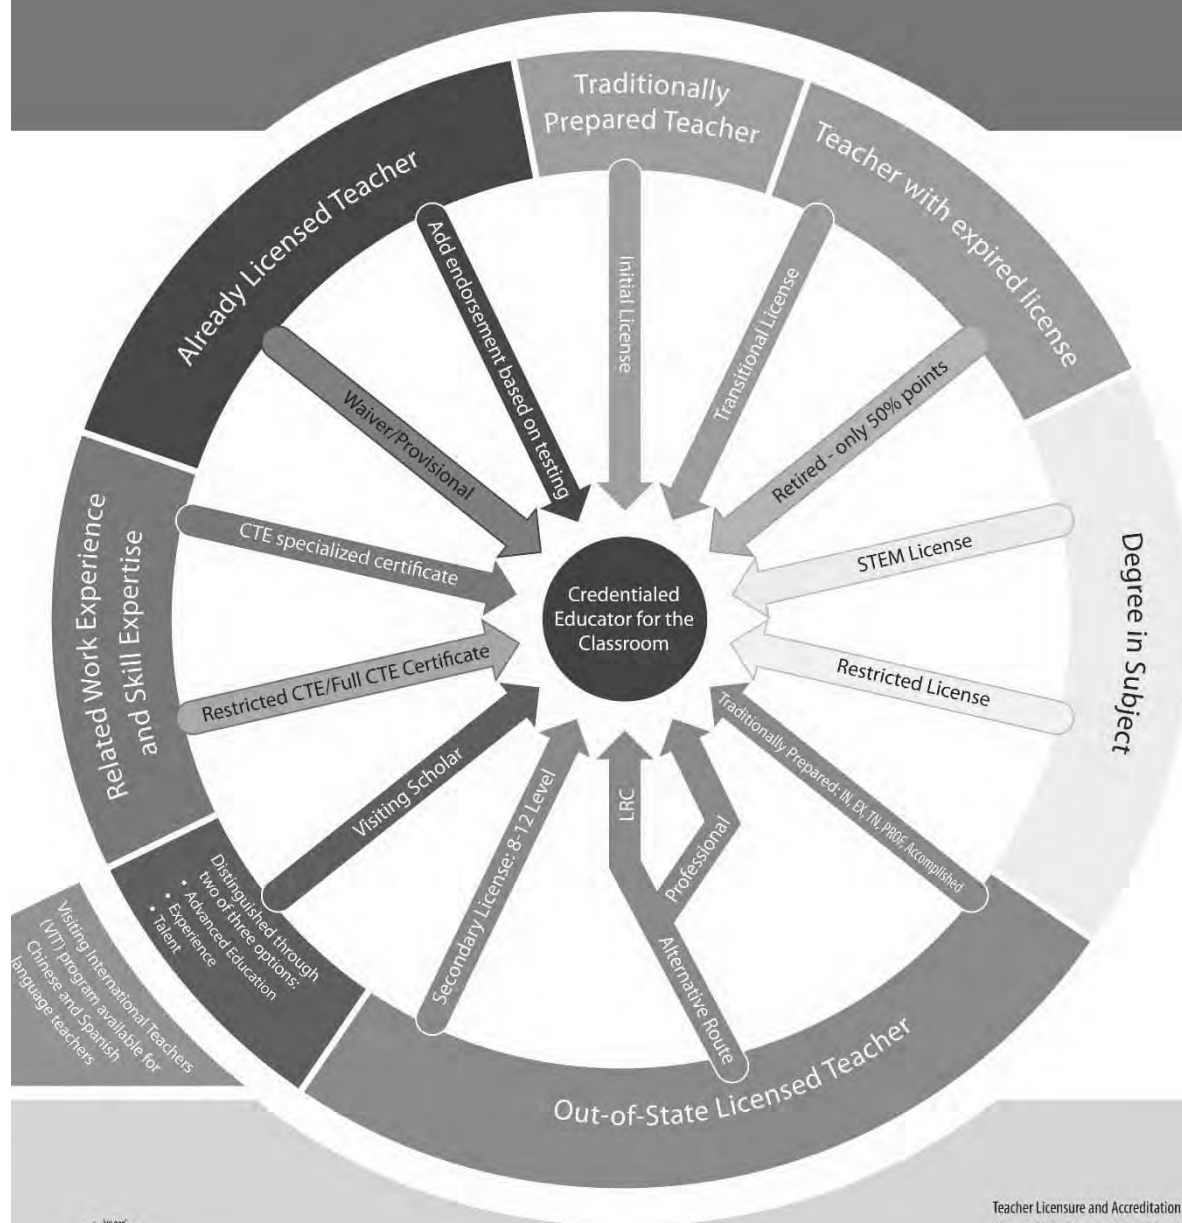 Traditionally
Prepared Teacher
Teacher with expired license
Already Licensed Teacher
Add endorsement based on testing
Initial License
Transitional License
Retired - only 50% points
Waiver/Provisional
CTE specialized certificate
STEM License
Degree in Subject
Related Work Experience
and Skill Expertise
Credentialed
Educator for the
Classroom
Restricted CTE/Full CTE Certificate
Restricted License
Visiting Scholar
Secondary License: 8-12 Level
LRC
Professional
Alternative Route
Traditionally Prepared: IN, EX, TN, PROF, Accomplished
Distinguished through
two of three options:
• Advanced Education
• Experience
• Talent
Visiting International Teachers
(VIT) program available for
Chinese and Spanish
language teachers
Out-of-State Licensed Teacher
Teacher Licensure and Accreditation